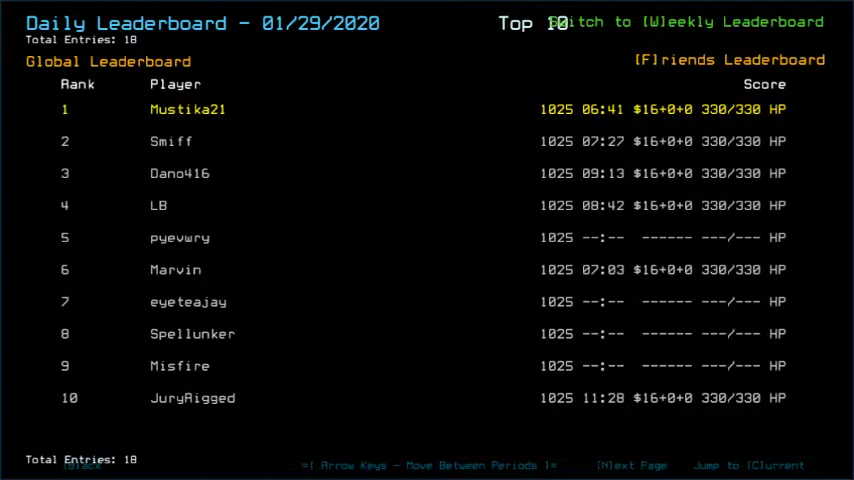 Daily Leaderboard - 01/29/2020 Top 10 Switch to [W]eekly Leaderboard
Total Entries: 18
Global Leaderboard [F]riends Leaderboard
Rank Player Score
1 Mustika21 1025 06:41 $16+0+0 330/330 HP
2 Smiff 1025 07:27 $16+0+0 330/330 HP
3 Dano416 1025 09:13 $16+0+0 330/330 HP
4 LB 1025 08:42 $16+0+0 330/330 HP
5 pyevwry 1025 --:-- ------ ---/--- HP
6 Marvin 1025 07:03 $16+0+0 330/330 HP
7 eyeteajay 1025 --:-- ------ ---/--- HP
8 Spellunker 1025 --:-- ------ ---/--- HP
9 Misfire 1025 --:-- ------ ---/--- HP
10 JuryRigged 1025 11:28 $16+0+0 330/330 HP
Total Entries: 18
[B]ack =[ Arrow Keys - Move Between Periods ]= [N]ext Page Jump to [C]urrent